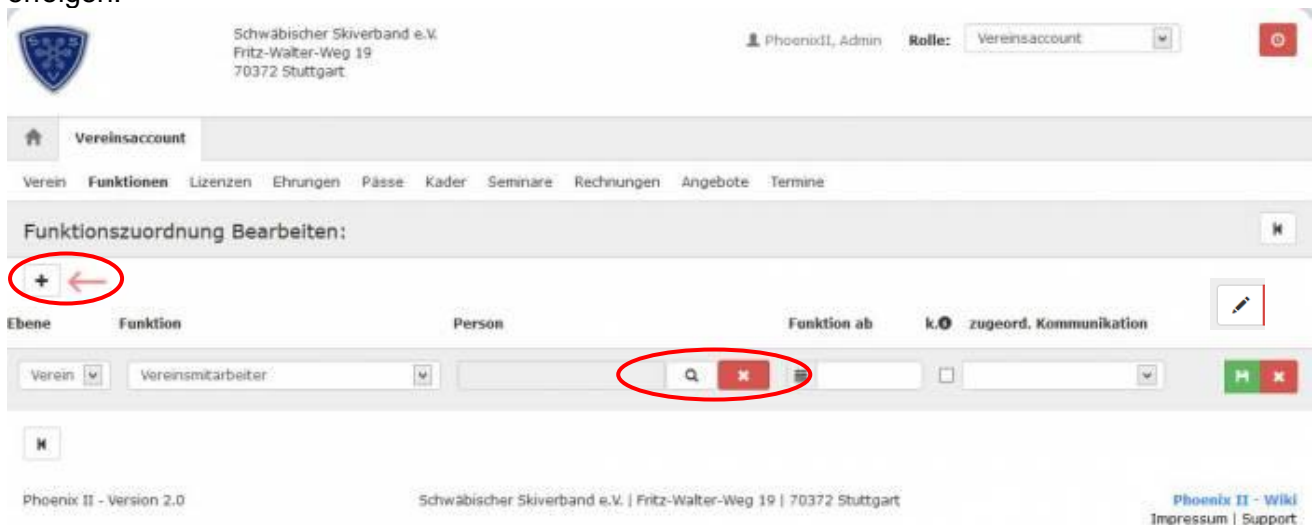 Schwäbischer Skiverband e.V.
Fritz-Walter-Weg 19
70372 Stuttgart
PhoenixII, Admin Rolle: Vereinsaccount
Vereinsaccount
Verein Funktionen Lizenzen Ehrungen Pässe Kader Seminare Rechnungen Angebote Termine
Funktionszuordnung Bearbeiten:
Ebene Funktion Person Funktion ab k. zugeord. Kommunikation
Verein Vereinsmitarbeiter
Phoenix II - Version 2.0 Schwäbischer Skiverband e.V. | Fritz-Walter-Weg 19 | 70372 Stuttgart Phoenix II - Wiki
Impressum | Support